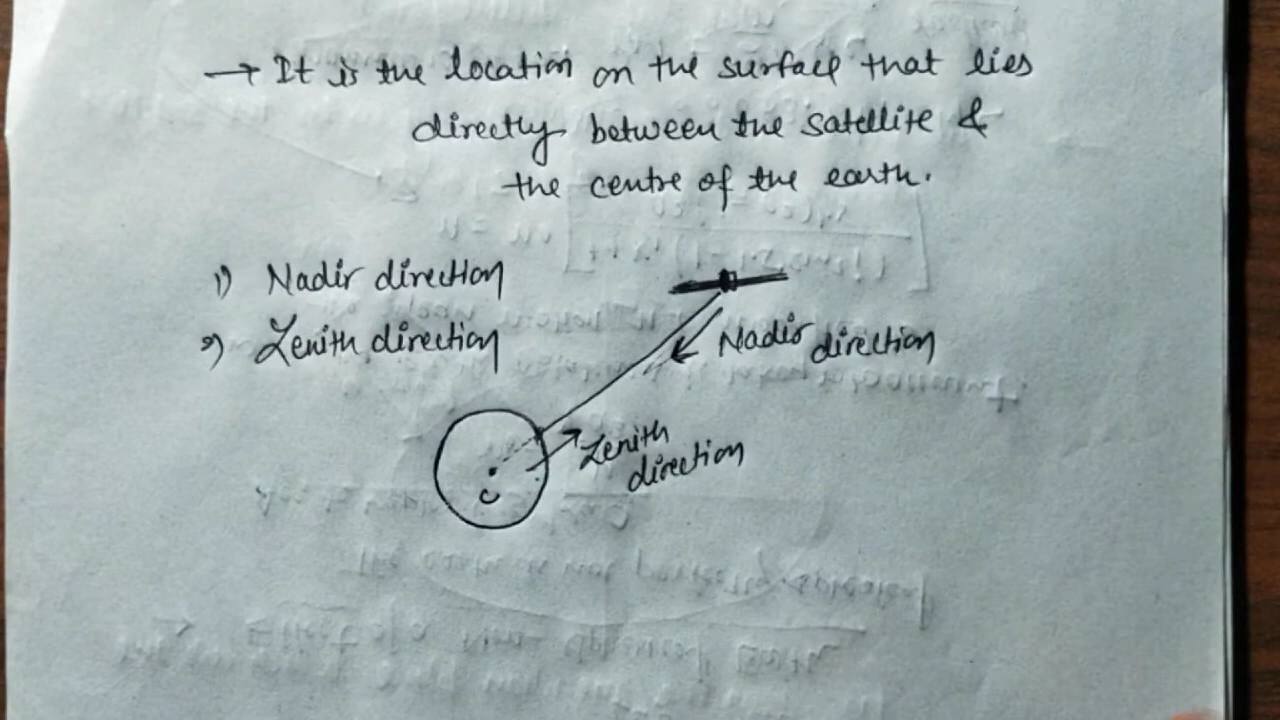 → It is the location on the surface that lies
directly between the satellite &
the centre of the earth.
1) Nadir direction
2) Zenith direction
Nadir direction
Zenith
direction
c